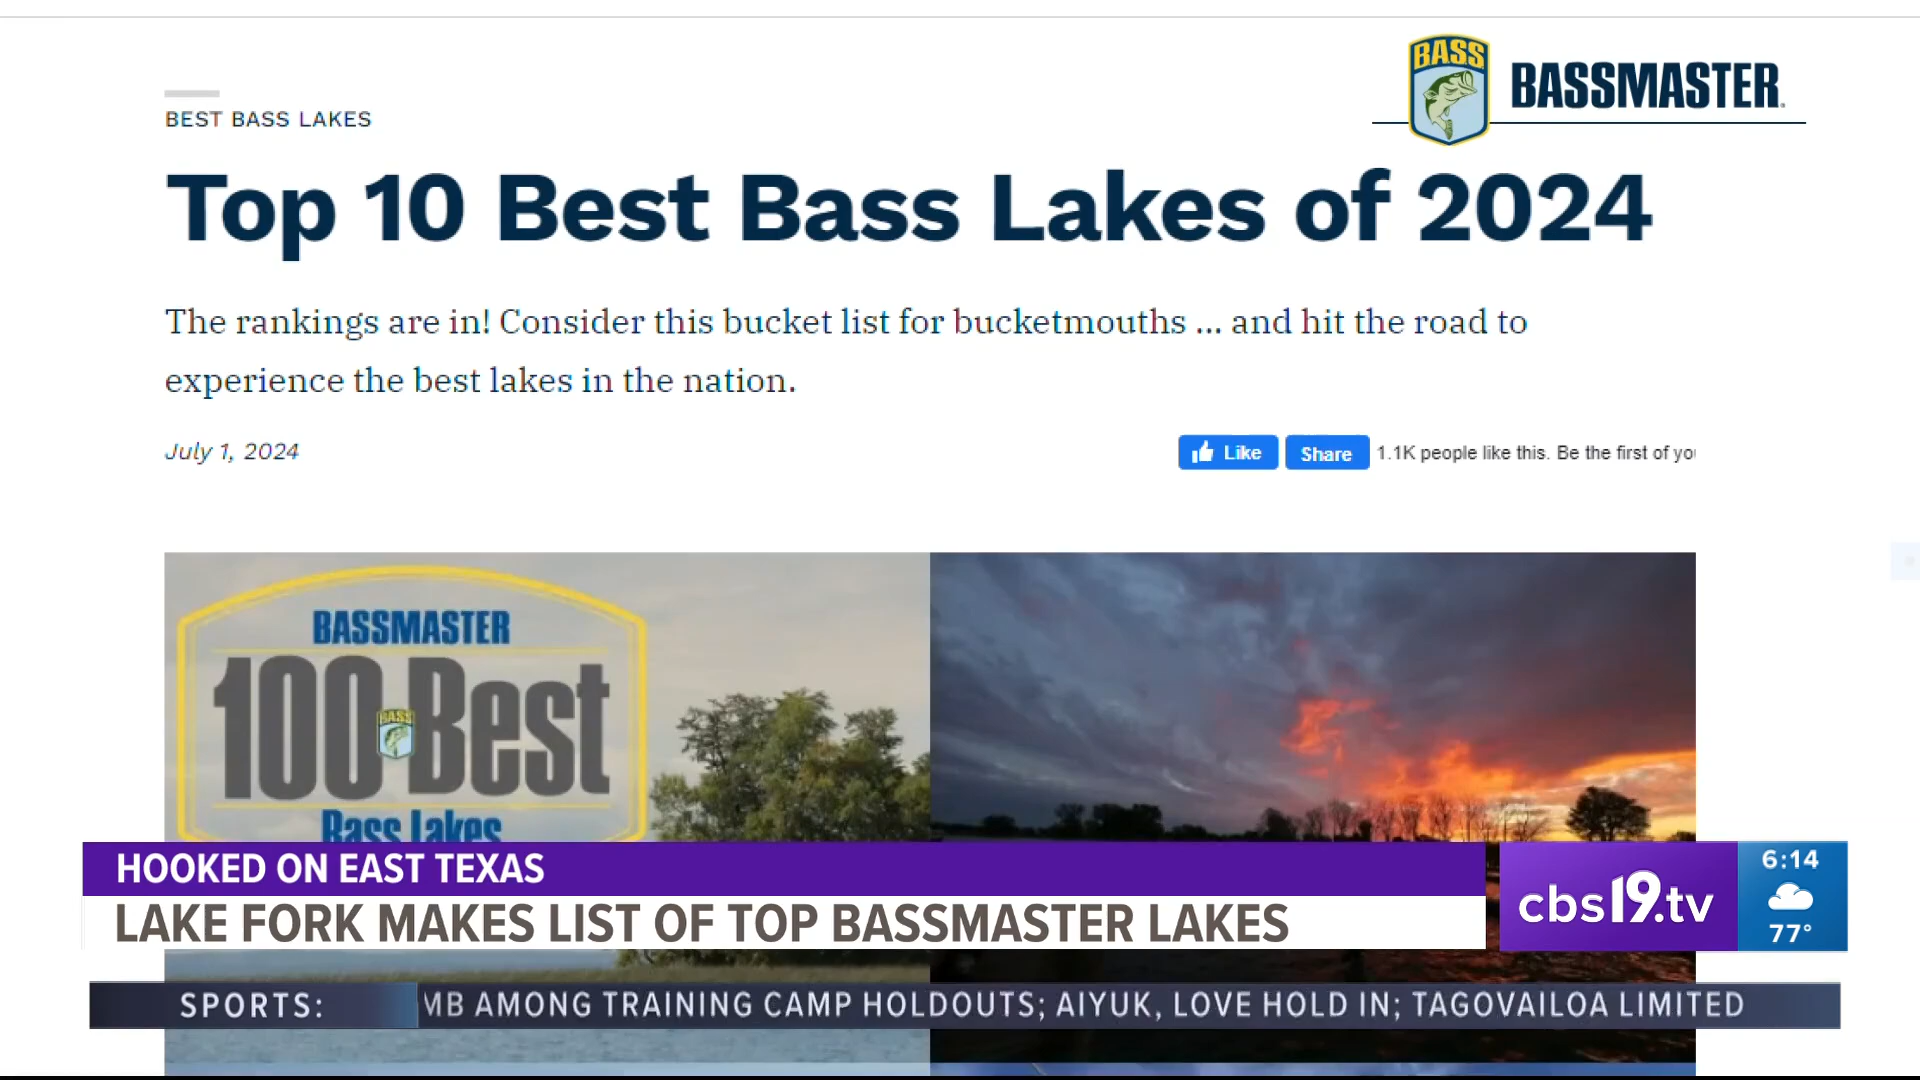 BASS
BASSMASTER
BEST BASS LAKES
Top 10 Best Bass Lakes of 2024
The rankings are in! Consider this bucket list for bucketmouths ... and hit the road to
experience the best lakes in the nation.
July 1, 2024
Like
Share
1.1K people like this. Be the first of you
BASSMASTER
100 Best
BASS
Bass Lakes
HOOKED ON EAST TEXAS
LAKE FORK MAKES LIST OF TOP BASSMASTER LAKES
cbs19.tv
6:14
77°
SPORTS:
MB AMONG TRAINING CAMP HOLDOUTS; AIYUK, LOVE HOLD IN; TAGOVAILOA LIMITED